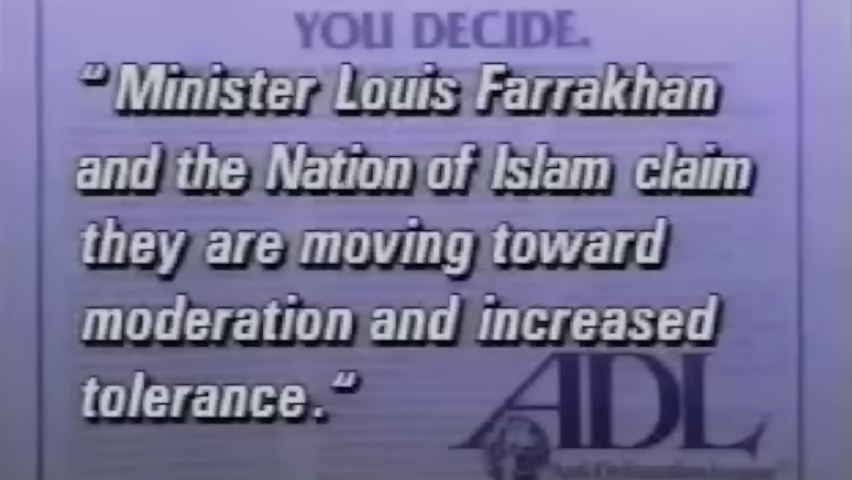 YOU DECIDE.
"Minister Louis Farrakhan
and the Nation of Islam claim
they are moving toward
moderation and increased
tolerance."
ADL